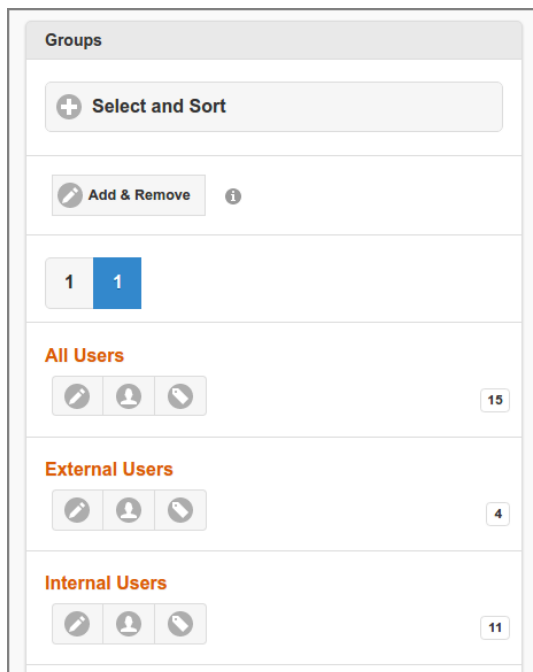 Groups
Select and Sort
Add & Remove
1 1
All Users
15
External Users
4
Internal Users
11